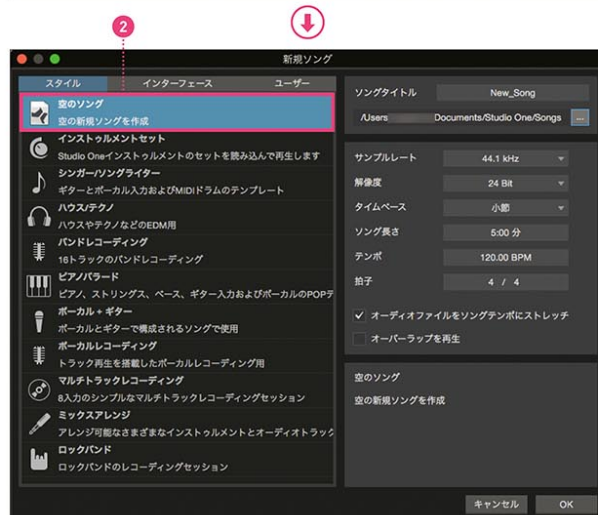 2
新規ソング
スタイル
インターフェース
ユーザー
空のソング
空の新規ソングを作成
インストゥルメントセット
Studio Oneインストゥルメントのセットを読み込んで再生します
シンガー/ソングライター
ギターとボーカル入力およびMIDIドラムのテンプレート
ハウス/テクノ
ハウスやテクノなどのEDM用
バンドレコーディング
16トラックのバンドレコーディング
ピアノバラード
ピアノ、ストリングス、ベース、ギター入力およびボーカルのPOPテ
ボーカル + ギター
ボーカルとギターで構成されるソングで使用
ボーカルレコーディング
トラック再生を搭載したボーカルレコーディング用
マルチトラックレコーディング
8入力のシンプルなマルチトラックレコーディングセッション
ミックスアレンジ
アレンジ可能なさまざまなインストゥルメントとオーディオトラック
ロックバンド
ロックバンドのレコーディングセッション
ソングタイトル New_Song
/Users Documents/Studio One/Songs ...
サンプルレート 44.1 kHz
解像度 24 Bit
タイムベース 小節
ソング長さ 5:00 分
テンポ 120.00 BPM
拍子 4 / 4
オーディオファイルをソングテンポにストレッチ
オーバーラップを再生
空のソング
空の新規ソングを作成
キャンセル OK